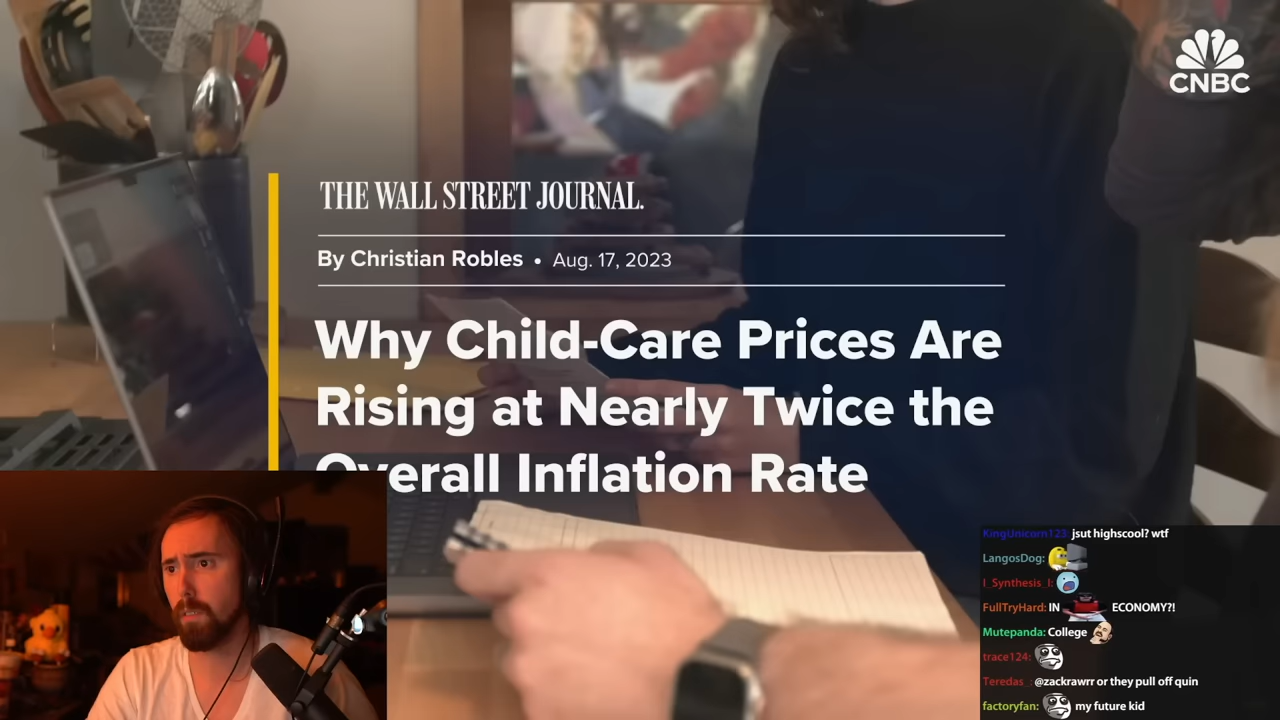 CNBC
THE WALL STREET JOURNAL.
By Christian Robles • Aug. 17, 2023
Why Child-Care Prices Are
Rising at Nearly Twice the
Overall Inflation Rate
KingUnicorn123: jsut highscool? wtf
LangosDog:
I_Synthesis_I:
FullTryHard: IN ECONOMY?!
Mutepanda: College
trace124:
Teredas_: @zackrawrr or they pull off quin
factoryfan: my future kid